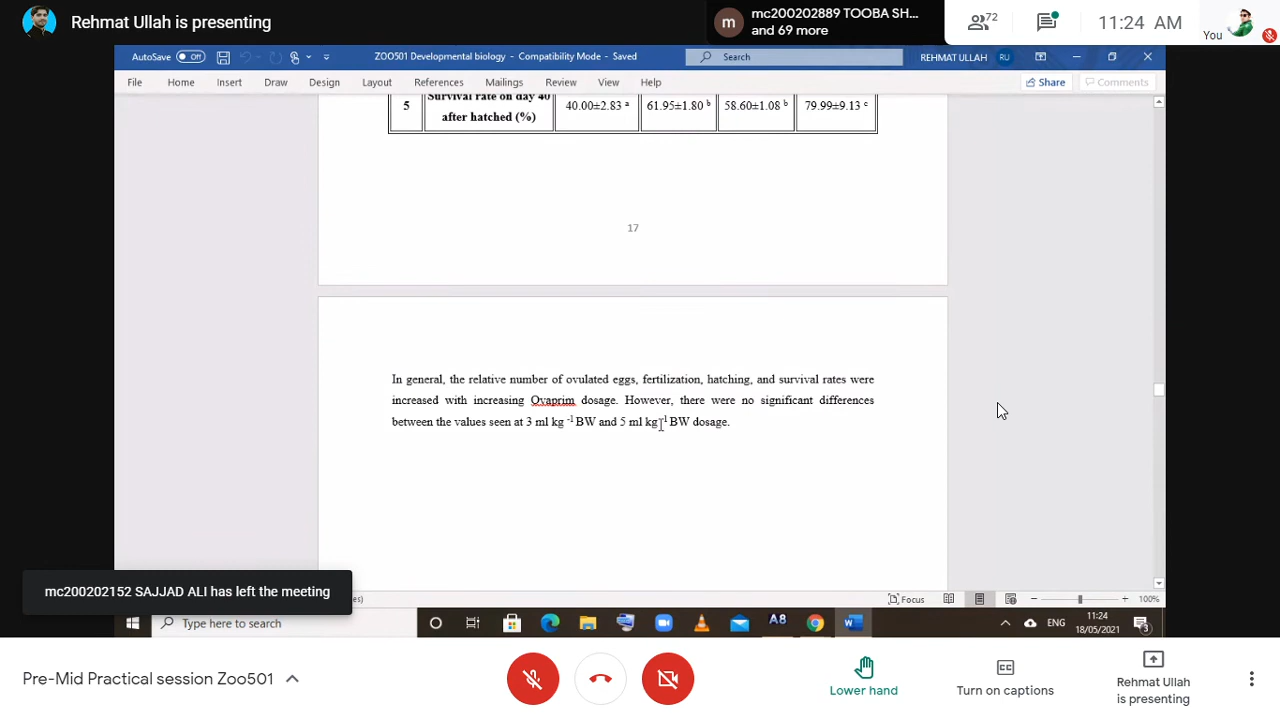 Rehmat Ullah is presenting
m
mc200202889 TOOBA SH...
and 69 more
72
11:24 AM
You
AutoSave Off
ZOO501 Developmental biology - Compatibility Mode - Saved
Search
REHMAT ULLAH RU
File Home Insert Draw Design Layout References Mailings Review View Help
Share Comments
5 Survival rate on day 40 after hatched (%) 40.00±2.83 a 61.95±1.80 b 58.60±1.08 b 79.99±9.13 c
17
In general, the relative number of ovulated eggs, fertilization, hatching, and survival rates were
increased with increasing Ovaprim dosage. However, there were no significant differences
between the values seen at 3 ml kg -1 BW and 5 ml kg -1 BW dosage.
mc200202152 SAJJAD ALI has left the meeting
Focus 100%
Type here to search
A8
ENG
11:24
18/05/2021
3
Pre-Mid Practical session Zoo501
Lower hand
Turn on captions
Rehmat Ullah
is presenting